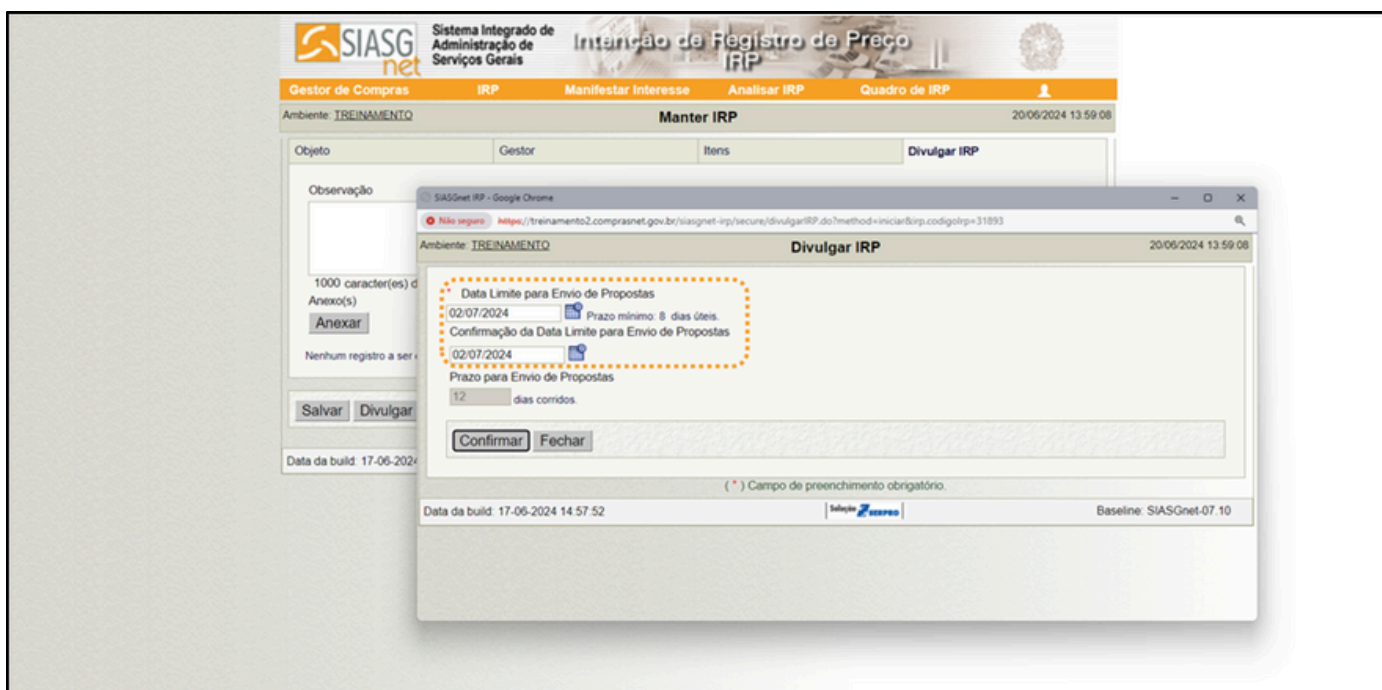 SIASG
net
Sistema Integrado de
Administração de
Serviços Gerais
Intenção de Registro de Preço
IRP
Gestor de Compras IRP Manifestar Interesse Analisar IRP Quadro de IRP
Ambiente: TREINAMENTO Manter IRP 20/06/2024 13:59:08
Objeto Gestor Itens Divulgar IRP
Observação
SIASGnet IRP - Google Chrome
Não seguro https://treinamento2.comprasnet.gov.br/siasgnet-irp/secure/divulgarIRP.do?method=iniciar&irp.codigoIrp=31893
Ambiente: TREINAMENTO Divulgar IRP 20/06/2024 13:59:08
1000 caracter(es) d
Anexo(s)
Anexar
Nenhum registro a ser
* Data Limite para Envio de Propostas
02/07/2024 Prazo mínimo: 8 dias úteis.
Confirmação da Data Limite para Envio de Propostas
02/07/2024
Prazo para Envio de Propostas
12 dias corridos.
Salvar Divulgar
Confirmar Fechar
Data da build: 17-06-2024
( * ) Campo de preenchimento obrigatório.
Data da build: 17-06-2024 14:57:52 Solução SERPRO Baseline: SIASGnet-07.10